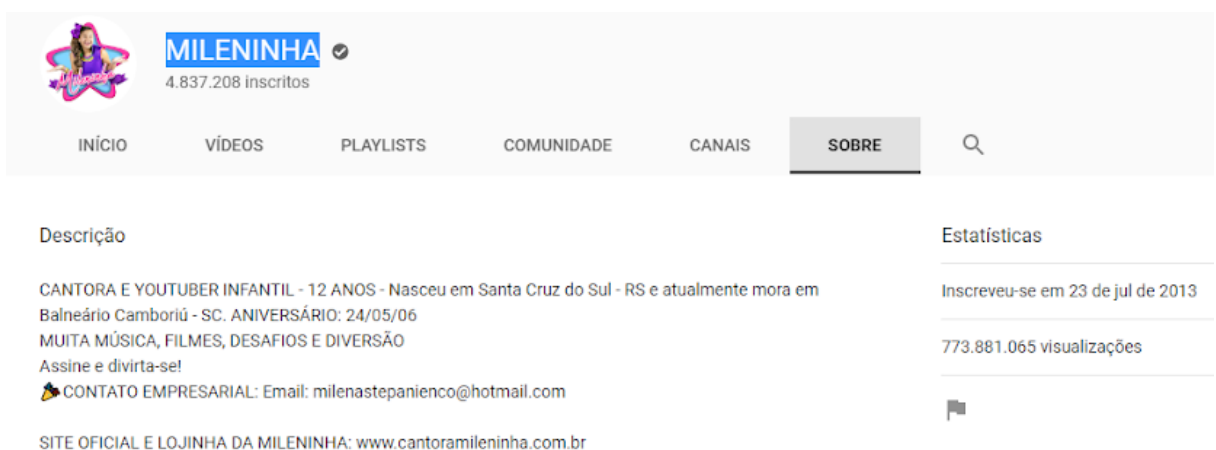 MILENINHA
4.837.208 inscritos
INÍCIO VÍDEOS PLAYLISTS COMUNIDADE CANAIS SOBRE
Descrição
CANTORA E YOUTUBER INFANTIL - 12 ANOS - Nasceu em Santa Cruz do Sul - RS e atualmente mora em
Balneário Camboriú - SC. ANIVERSÁRIO: 24/05/06
MUITA MÚSICA, FILMES, DESAFIOS E DIVERSÃO
Assine e divirta-se!
🎉CONTATO EMPRESARIAL: Email: milenastepanienco@hotmail.com
SITE OFICIAL E LOJINHA DA MILENINHA: www.cantoramileninha.com.br
Estatísticas
Inscreveu-se em 23 de jul de 2013
773.881.065 visualizações